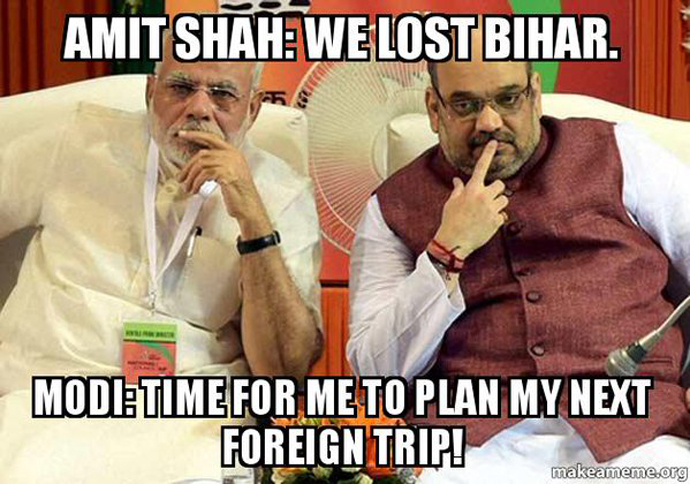 AMIT SHAH: WE LOST BIHAR.
MODI: TIME FOR ME TO PLAN MY NEXT
FOREIGN TRIP!
makeameme.org